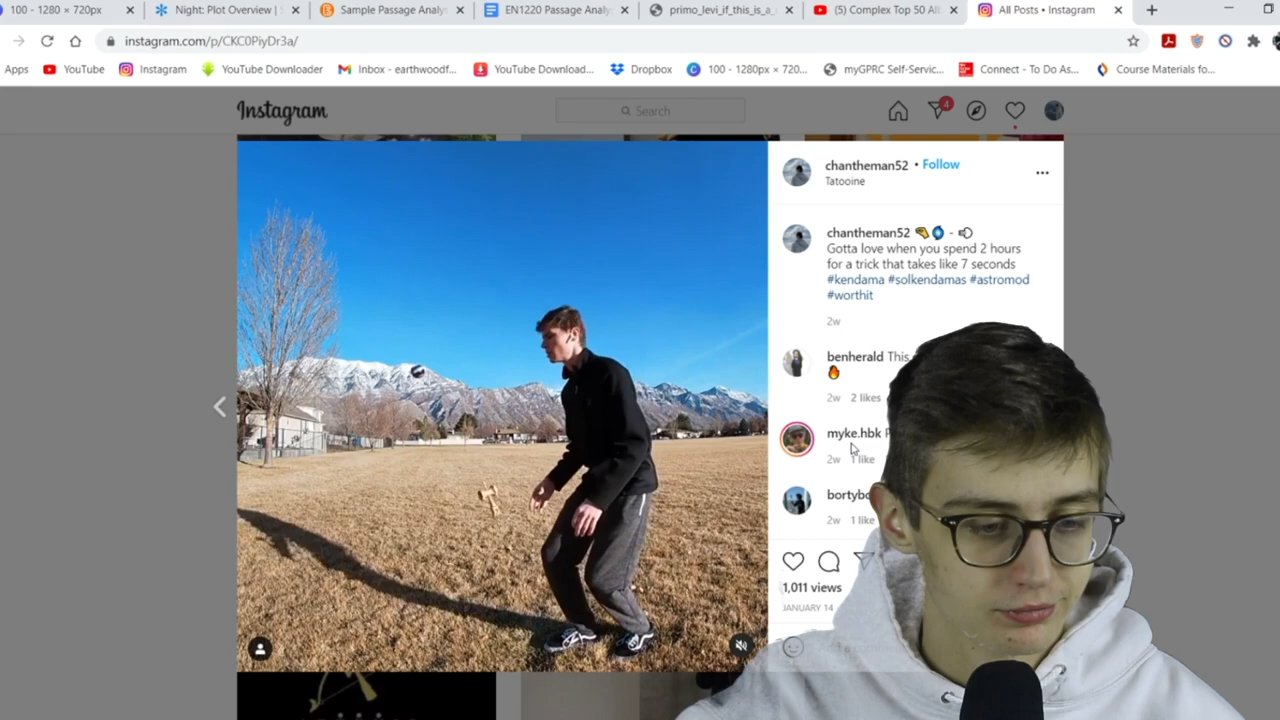 100 - 1280 × 720px
Night: Plot Overview |
Sample Passage Analys
EN1220 Passage Analy
primo_levi_if_this_is_a_
(5) Complex Top 50 Alb
All Posts • Instagram
instagram.com/p/CKC0PiyDr3a/
Apps
YouTube
Instagram
YouTube Downloader
Inbox - earthwoodf...
YouTube Download...
Dropbox
100 - 1280px × 720...
myGPRC Self-Servic...
Connect - To Do As...
Course Materials fo...
Instagram
Search
4
chantheman52 • Follow
Tatooine
chantheman52 -
Gotta love when you spend 2 hours
for a trick that takes like 7 seconds
#kendama #solkendamas #astromod
#worthit
2w
benherald This
2w 2 likes
myke.hbk
2w 1 like
2w 1 like
1,011 views
JANUARY 14